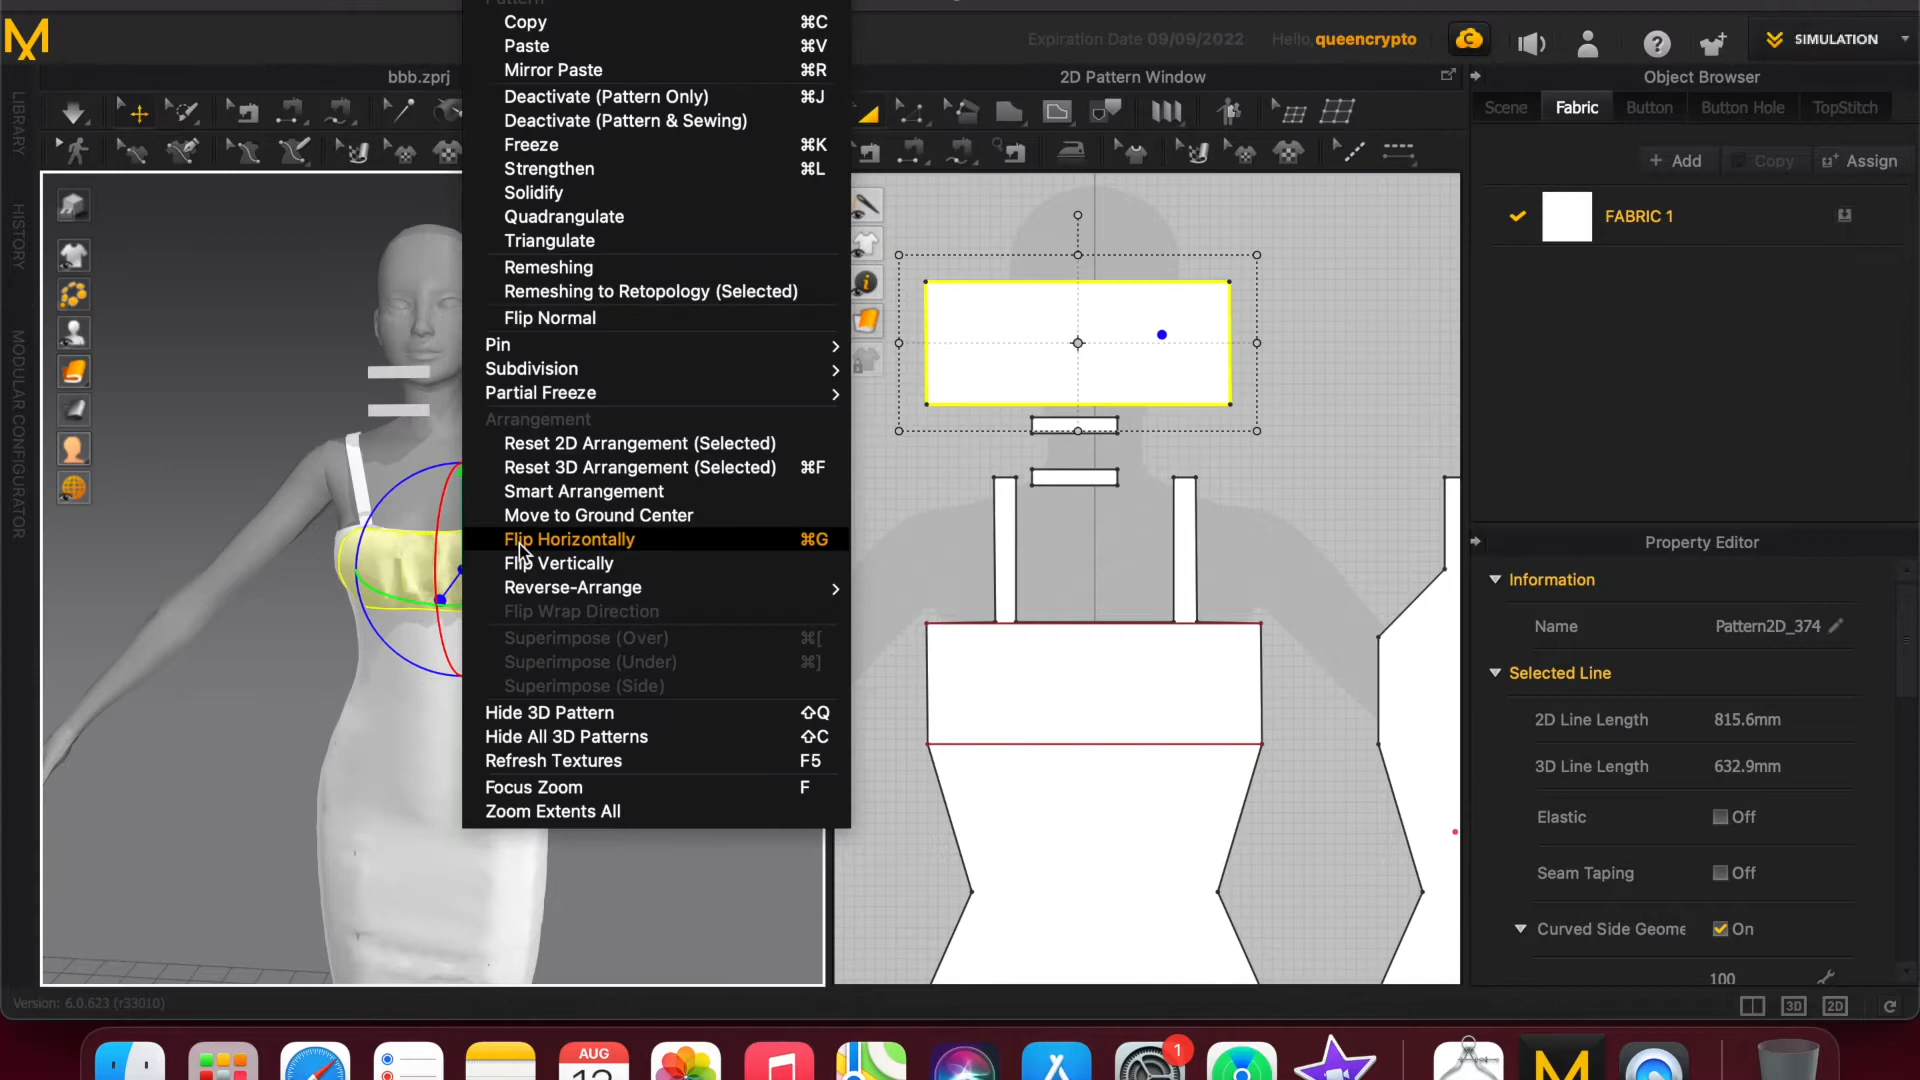 Copy ⌘C
Paste ⌘V
Mirror Paste ⌘R
Deactivate (Pattern Only) ⌘J
Deactivate (Pattern & Sewing)
Freeze ⌘K
Strengthen ⌘L
Solidify
Quadrangulate
Triangulate
Remeshing
Remeshing to Retopology (Selected)
Flip Normal
Pin
Subdivision
Partial Freeze
Arrangement
Reset 2D Arrangement (Selected)
Reset 3D Arrangement (Selected) ⌘F
Smart Arrangement
Move to Ground Center
Flip Horizontally ⌘G
Flip Vertically
Reverse-Arrange
Flip Wrap Direction
Superimpose (Over) ⌘[
Superimpose (Under) ⌘]
Superimpose (Side)
Hide 3D Pattern ⇧Q
Hide All 3D Patterns ⇧C
Refresh Textures F5
Focus Zoom F
Zoom Extents All
Expiration Date 09/09/2022
Hello, queencrypto
SIMULATION
bbb.zprj
2D Pattern Window
Object Browser
LIBRARY
HISTORY
MODULAR CONFIGURATOR
Scene Fabric Button Button Hole TopStitch
+ Add Copy Assign
FABRIC 1
Property Editor
Information
Name Pattern2D_374
Selected Line
2D Line Length 815.6mm
3D Line Length 632.9mm
Elastic Off
Seam Taping Off
Curved Side Geome On
100
Version: 6.0.623 (r33010)
3D 2D
AUG
1